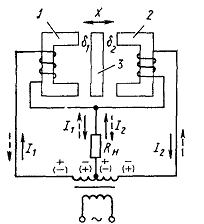 1 X 2
δ₁ δ₂
3
I₁ I₂
I₁ Rн I₂
+ + − + −
(−) (−) (+) (−) (+)
~